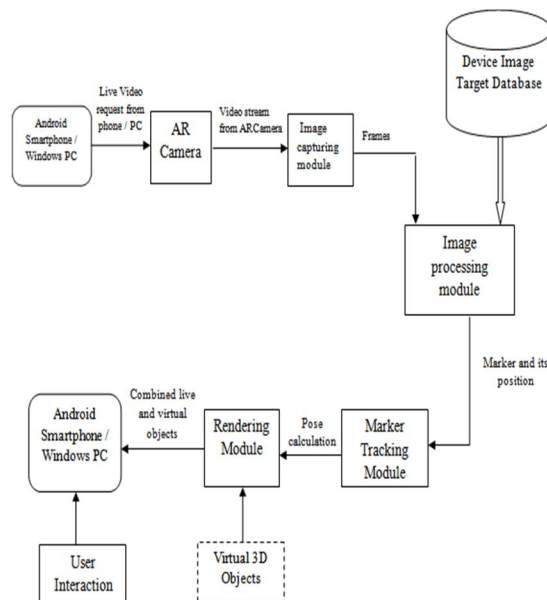 Device Image
Target Database
Live Video
request from
phone / PC
Video stream
from ARCamera
Android
Smartphone /
Windows PC
AR
Camera
Image
capturing
module
Frames
Image
processing
module
Marker and its
position
Combined live
and virtual
objects
Android
Smartphone /
Windows PC
Rendering
Module
Pose
calculation
Marker
Tracking
Module
User
Interaction
Virtual 3D
Objects